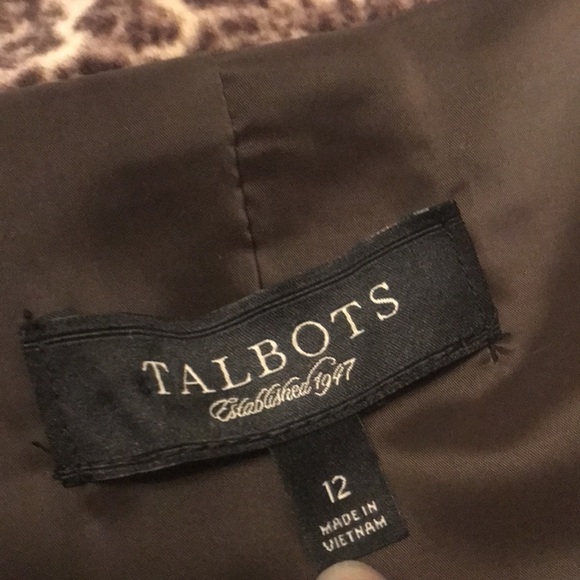 TALBOTS
Established 1947
12
MADE IN
VIETNAM